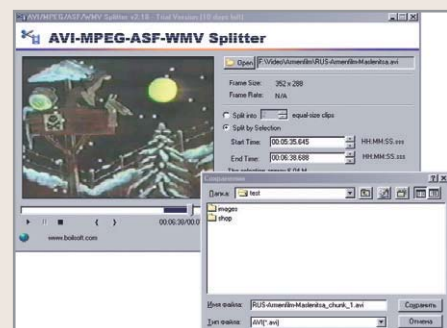 AVI/MPEG/ASF/WMV Splitter v2.18 - Trial Version (10 days left)
AVI-MPEG-ASF-WMV Splitter
Open F:\Video\Armenfilm\RUS-Armenfilm-Maslenitsa.avi
Frame Size: 352 x 288
Frame Rate: N/A
Split into equal-size clips
Split by Selection
Start Time: 00:05:35.645 HH:MM:SS.sss
End Time: 00:06:38.688 HH:MM:SS.sss
Сохранение
Папка: test
images
shop
00:06:38/00:0
www.boilsoft.com
Имя файла: RUS-Armenfilm-Maslenitsa_chunk_1.avi Сохранить
Тип файла: AVI(*.avi) Отмена